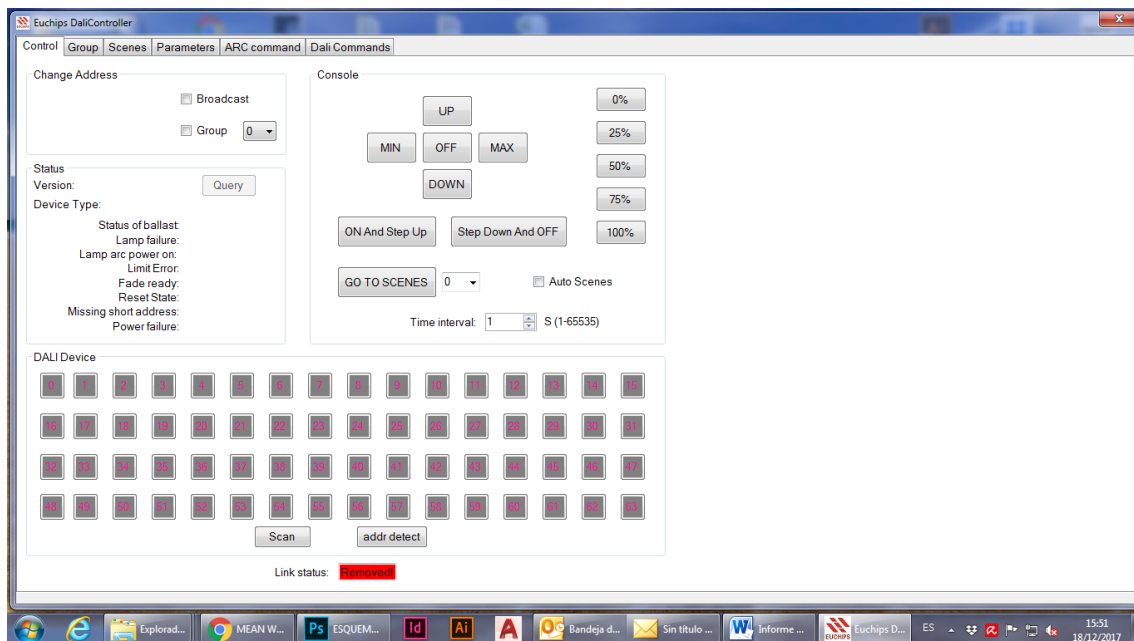 Euchips DaliController
Control Group Scenes Parameters ARC command Dali Commands
Change Address
Broadcast
Group 0
Status
Version: Query
Device Type:
Status of ballast:
Lamp failure:
Lamp arc power on:
Limit Error:
Fade ready:
Reset State:
Missing short address:
Power failure:
Console
UP
MIN OFF MAX
DOWN
0%
25%
50%
75%
100%
ON And Step Up Step Down And OFF
GO TO SCENES 0 Auto Scenes
Time interval: 1 S (1-65535)
DALI Device
0 1 2 3 4 5 6 7 8 9 10 11 12 13 14 15
16 17 18 19 20 21 22 23 24 25 26 27 28 29 30 31
32 33 34 35 36 37 38 39 40 41 42 43 44 45 46 47
48 49 50 51 52 53 54 55 56 57 58 59 60 61 62 63
Scan addr detect
Link status: Removed!
Explorad... MEAN W... Ps ESQUEM... Id Ai Bandeja d... Sin título ... W Informe ... EUCHIPS Euchips D... ES 15:51
18/12/2017